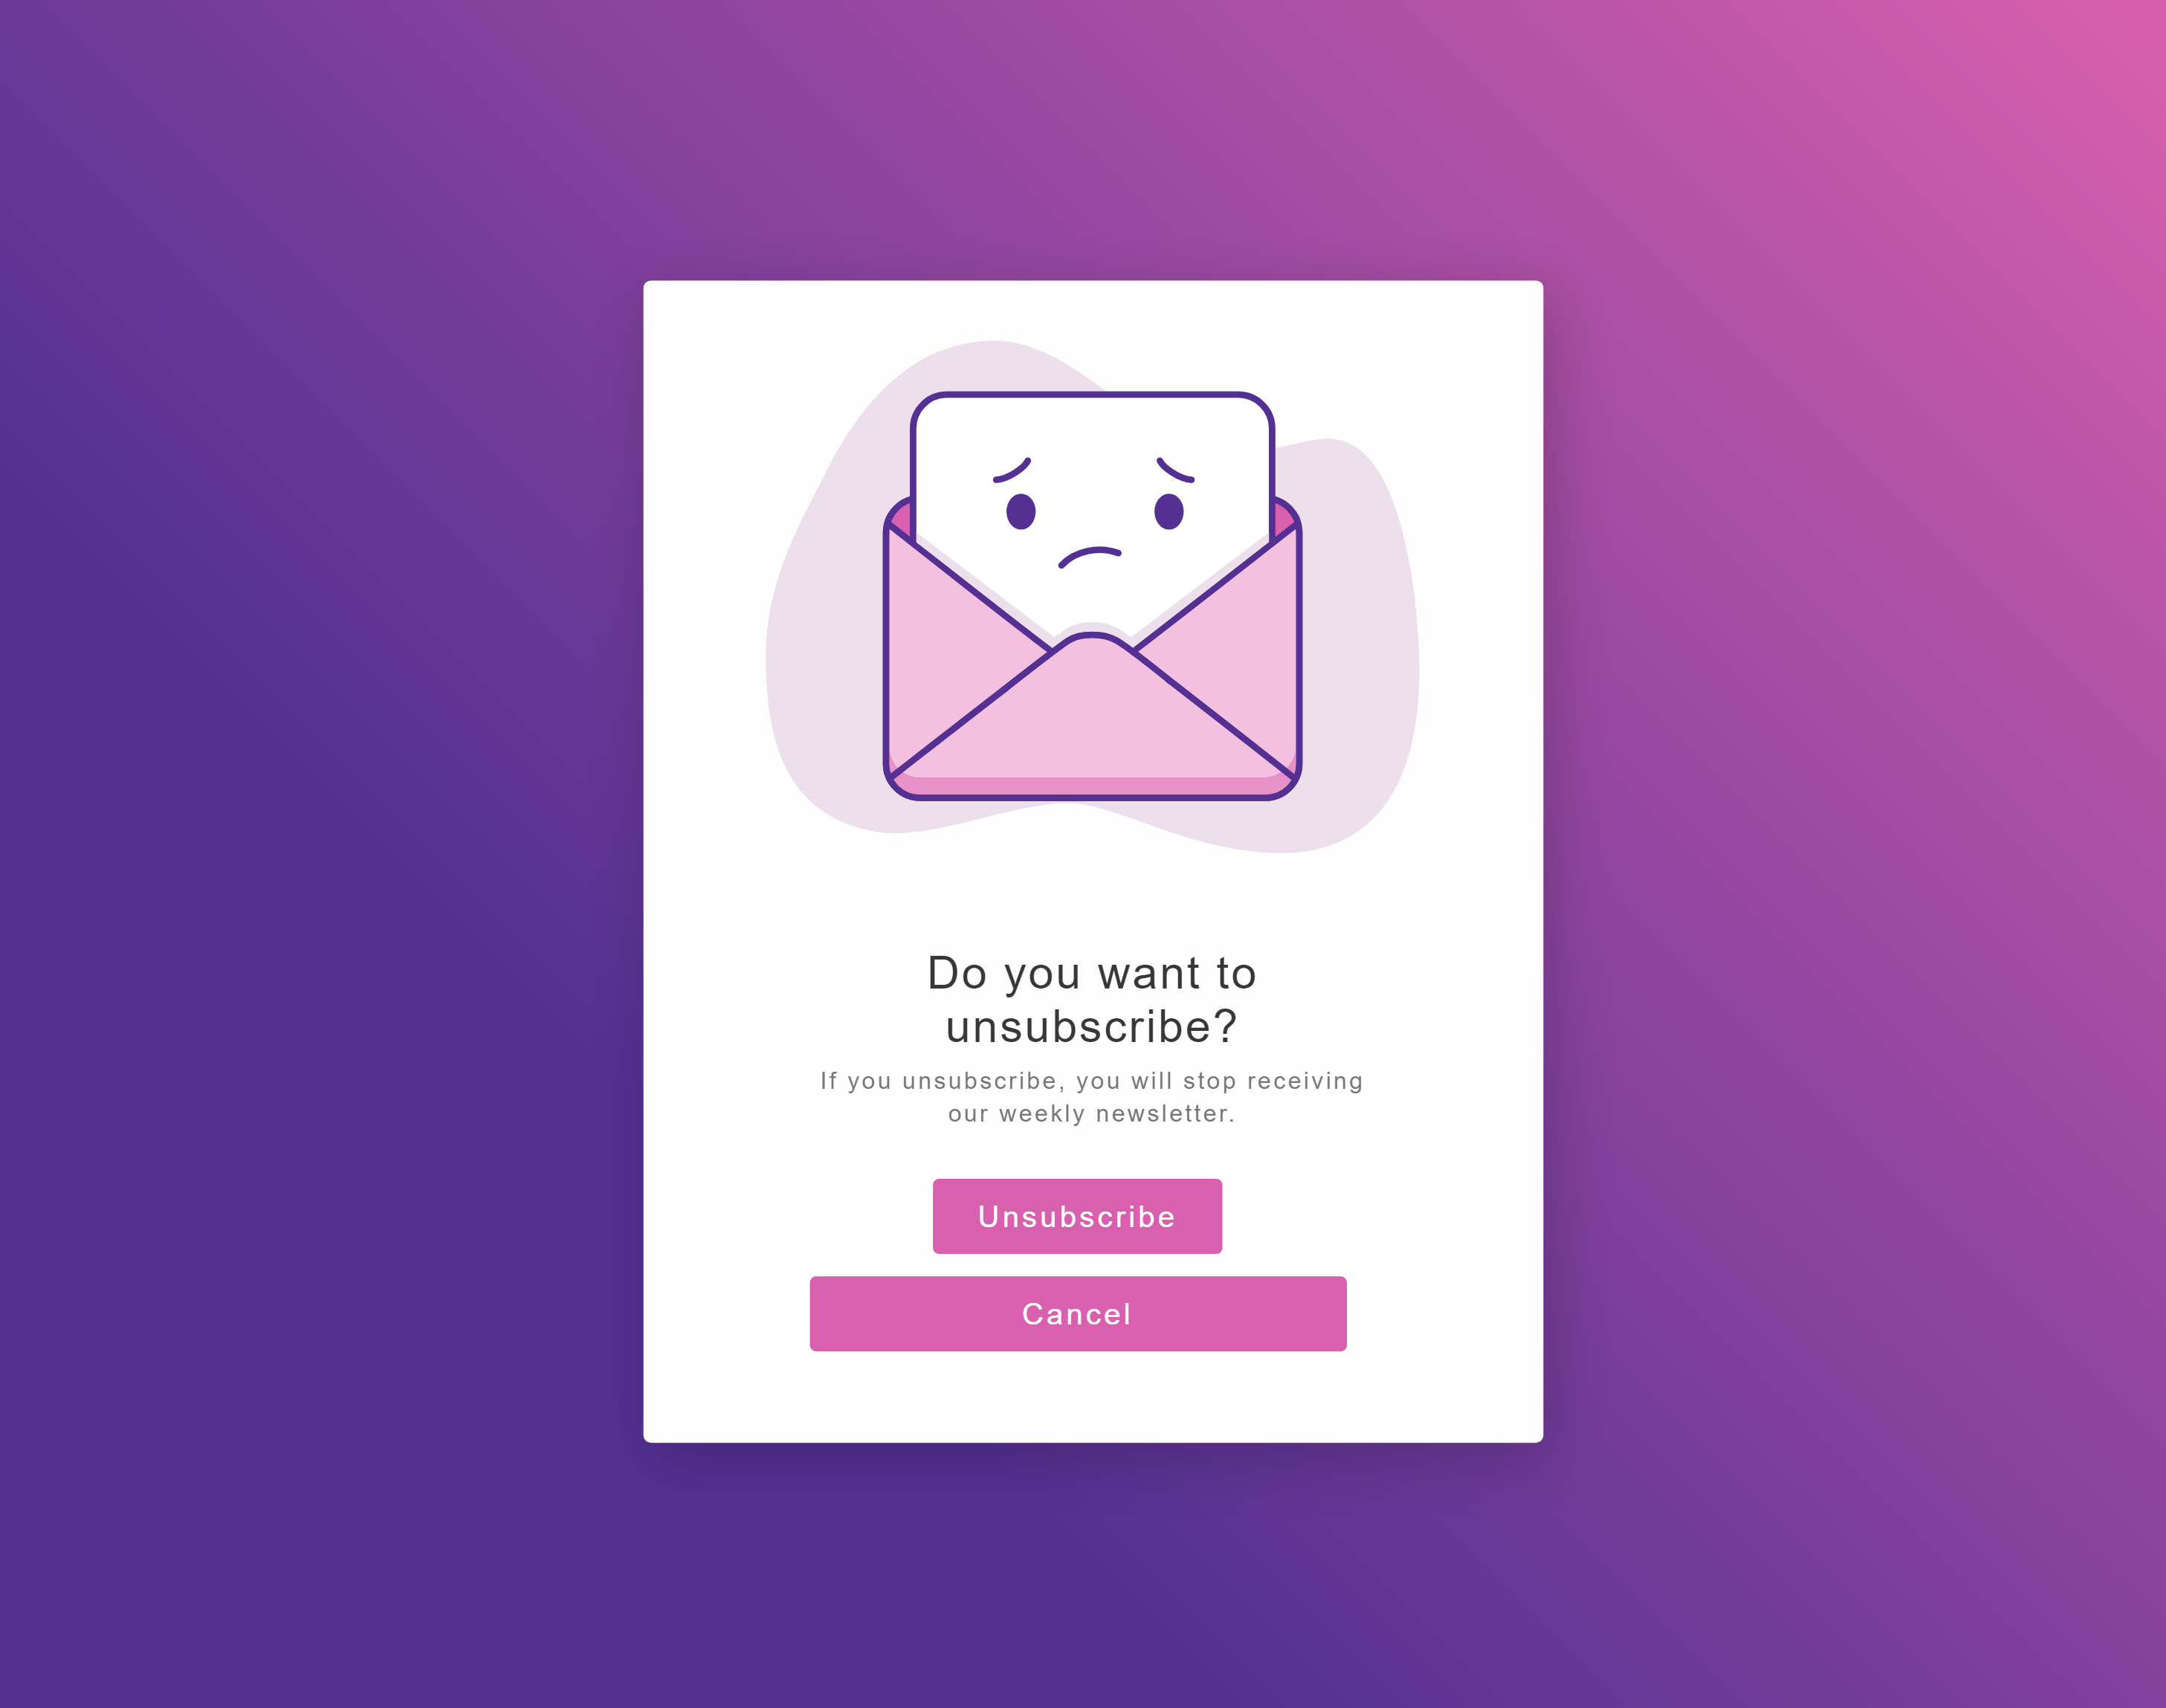 Do you want to
unsubscribe?
If you unsubscribe, you will stop receiving
our weekly newsletter.
Unsubscribe
Cancel